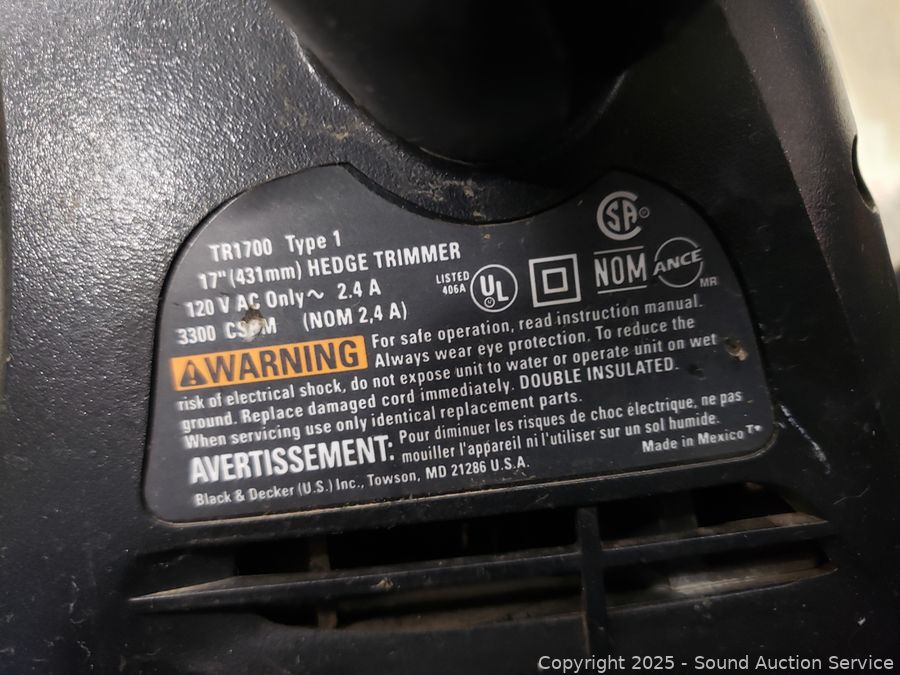 TR1700 Type 1
17" (431mm) HEDGE TRIMMER
120 V AC Only~ 2.4 A
3300 (NOM 2,4 A)
LISTED
406A
UL
SA
NOM
ANCE
MR
⚠WARNING For safe operation, read instruction manual.
Always wear eye protection. To reduce the
risk of electrical shock, do not expose unit to water or operate unit on wet
ground. Replace damaged cord immediately. DOUBLE INSULATED.
When servicing use only identical replacement parts.
AVERTISSEMENT: Pour diminuer les risques de choc électrique, ne pas
mouiller l'appareil ni l'utiliser sur un sol humide.
Black & Decker (U.S.) Inc., Towson, MD 21286 U.S.A.
Made in Mexico
Copyright © 2025 - Sound Auction Service